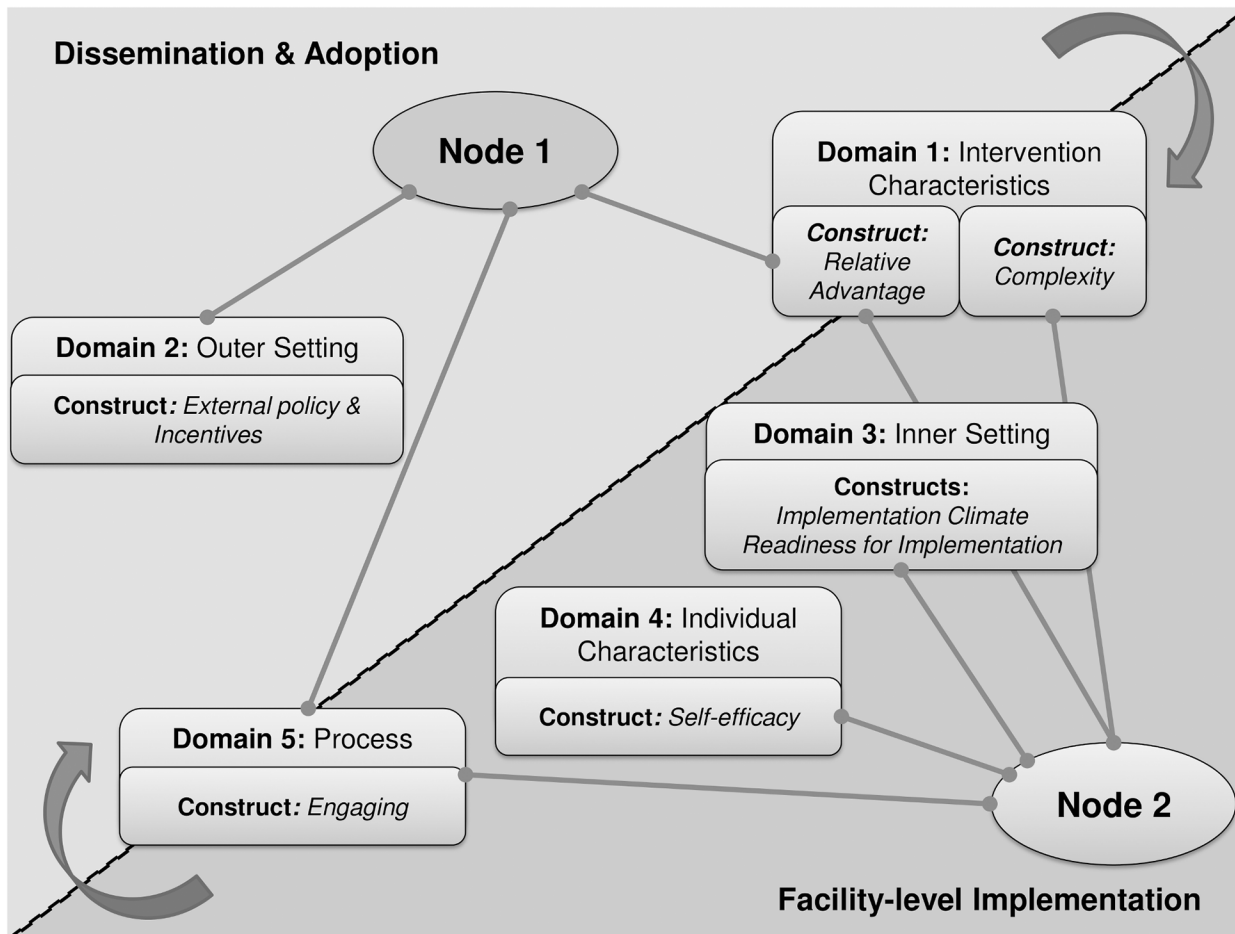 Dissemination & Adoption
Node 1
Domain 1: Intervention
Characteristics
Construct:
Relative
Advantage
Construct:
Complexity
Domain 2: Outer Setting
Construct: External policy &
Incentives
Domain 3: Inner Setting
Constructs:
Implementation Climate
Readiness for Implementation
Domain 4: Individual
Characteristics
Construct: Self-efficacy
Domain 5: Process
Construct: Engaging
Node 2
Facility-level Implementation